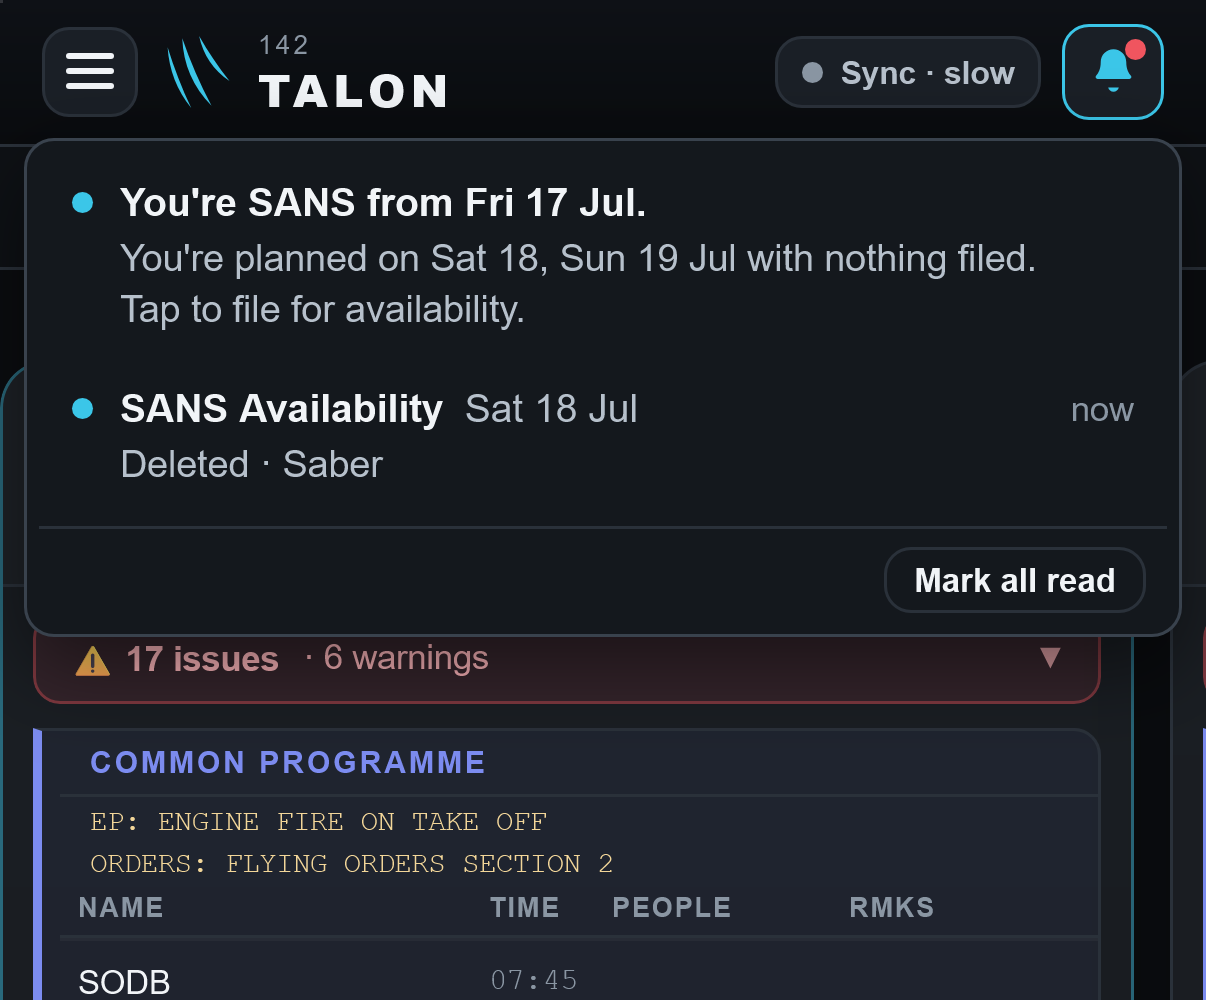 142
TALON
Sync · slow
You're SANS from Fri 17 Jul.
You're planned on Sat 18, Sun 19 Jul with nothing filed.
Tap to file for availability.
SANS Availability Sat 18 Jul now
Deleted · Saber
Mark all read
17 issues · 6 warnings ▼
COMMON PROGRAMME
EP: ENGINE FIRE ON TAKE OFF
ORDERS: FLYING ORDERS SECTION 2
NAME TIME PEOPLE RMKS
SODB 07:45